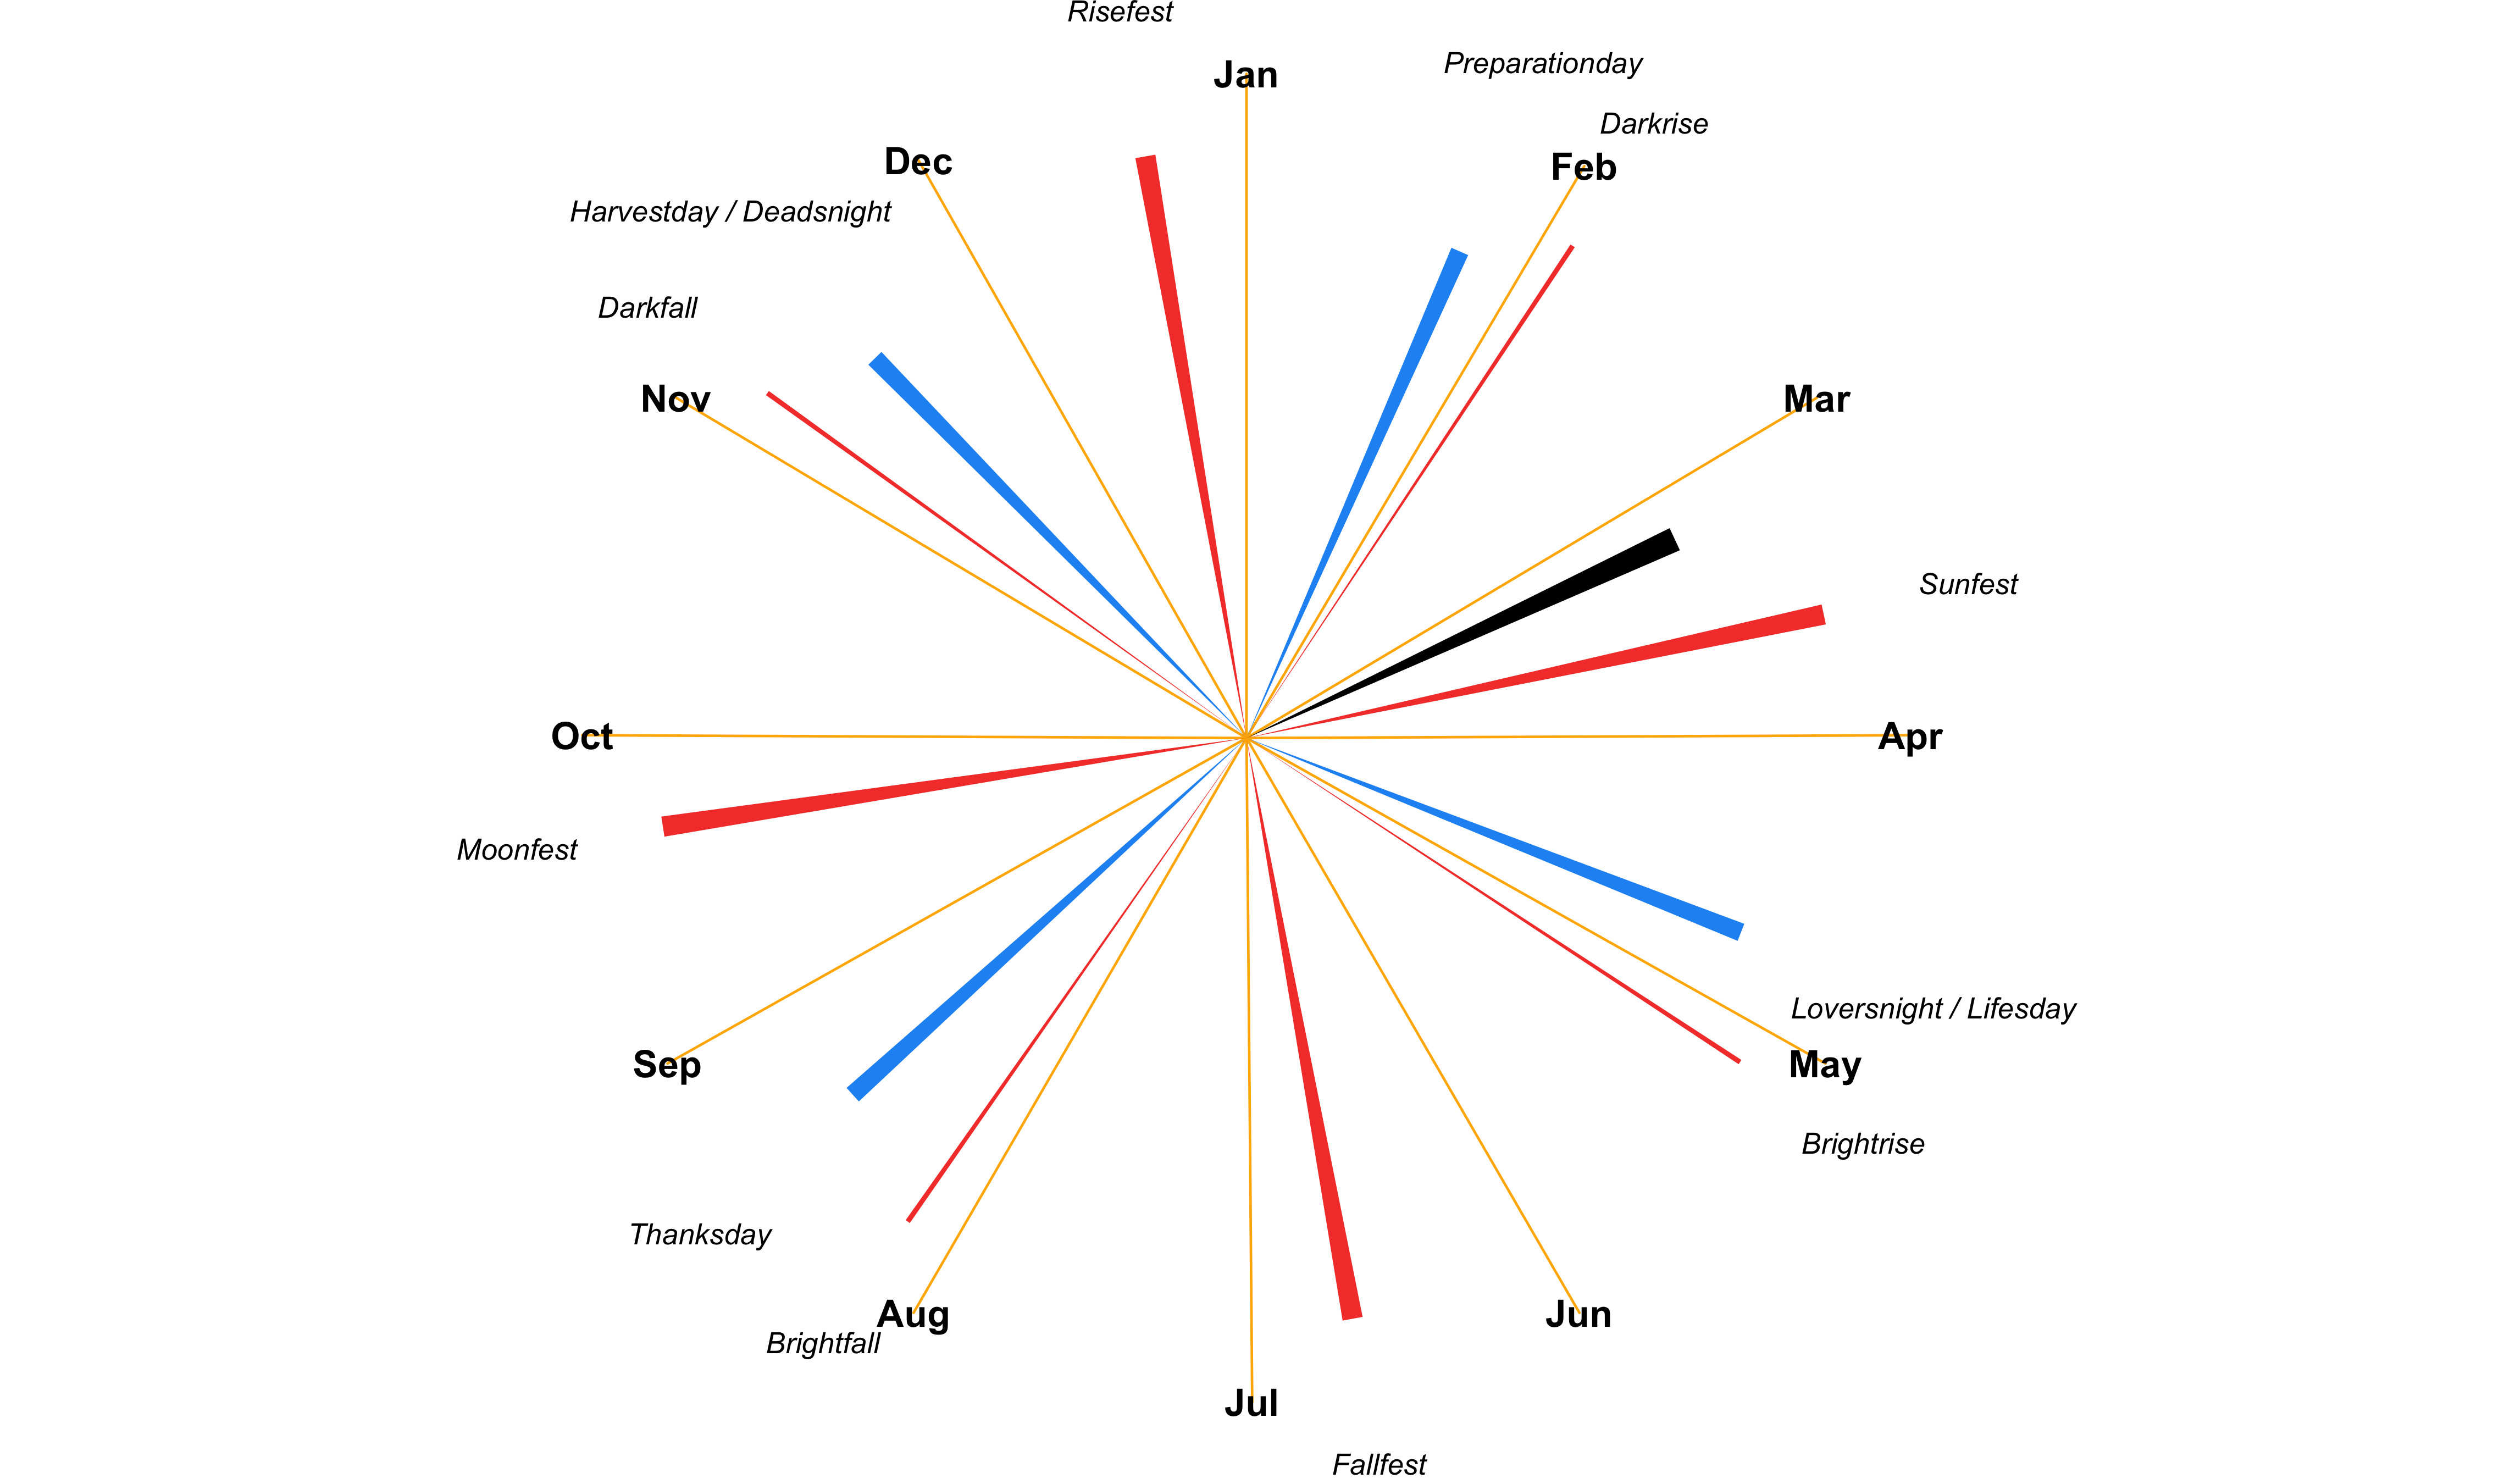 Risefest
Jan
Preparationday
Darkrise
Dec
Feb
Harvestday / Deadsnight
Darkfall
Nov
Mar
Sunfest
Oct
Apr
Moonfest
Loversnight / Lifesday
Sep
May
Brightrise
Thanksday
Aug
Jun
Brightfall
Jul
Fallfest